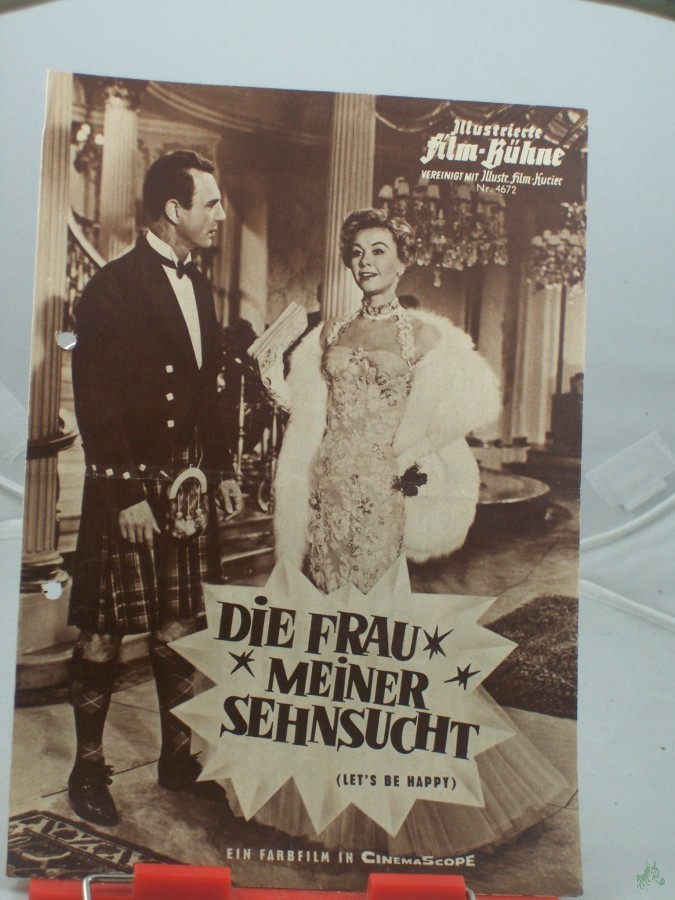 Illustrierte
Film-Bühne
VEREINIGT MIT Illustr. Film-Kurier
Nr. 4672
DIE FRAU
MEINER
SEHNSUCHT
(LET'S BE HAPPY)
EIN FARBFILM IN CINEMASCOPE